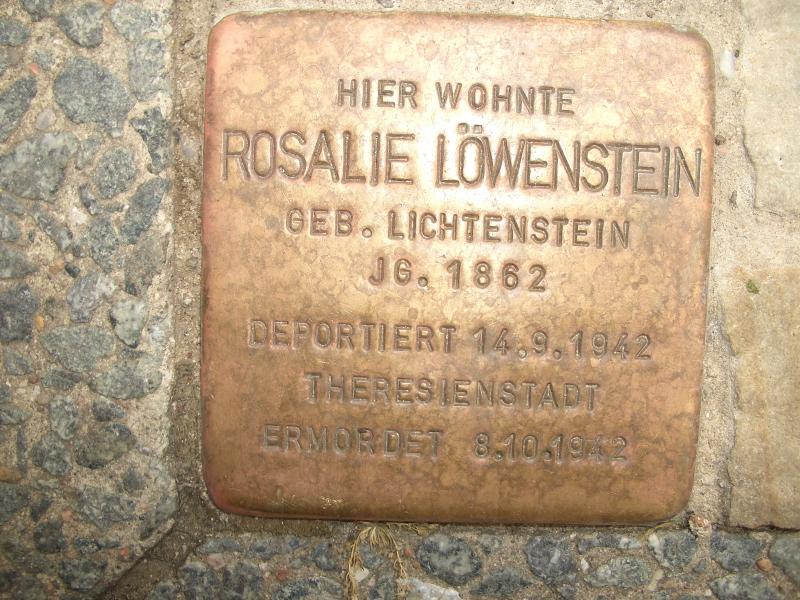 HIER WOHNTE
ROSALIE LÖWENSTEIN
GEB. LICHTENSTEIN
JG. 1862
DEPORTIERT 14.9.1942
THERESIENSTADT
ERMORDET 8.10.1942